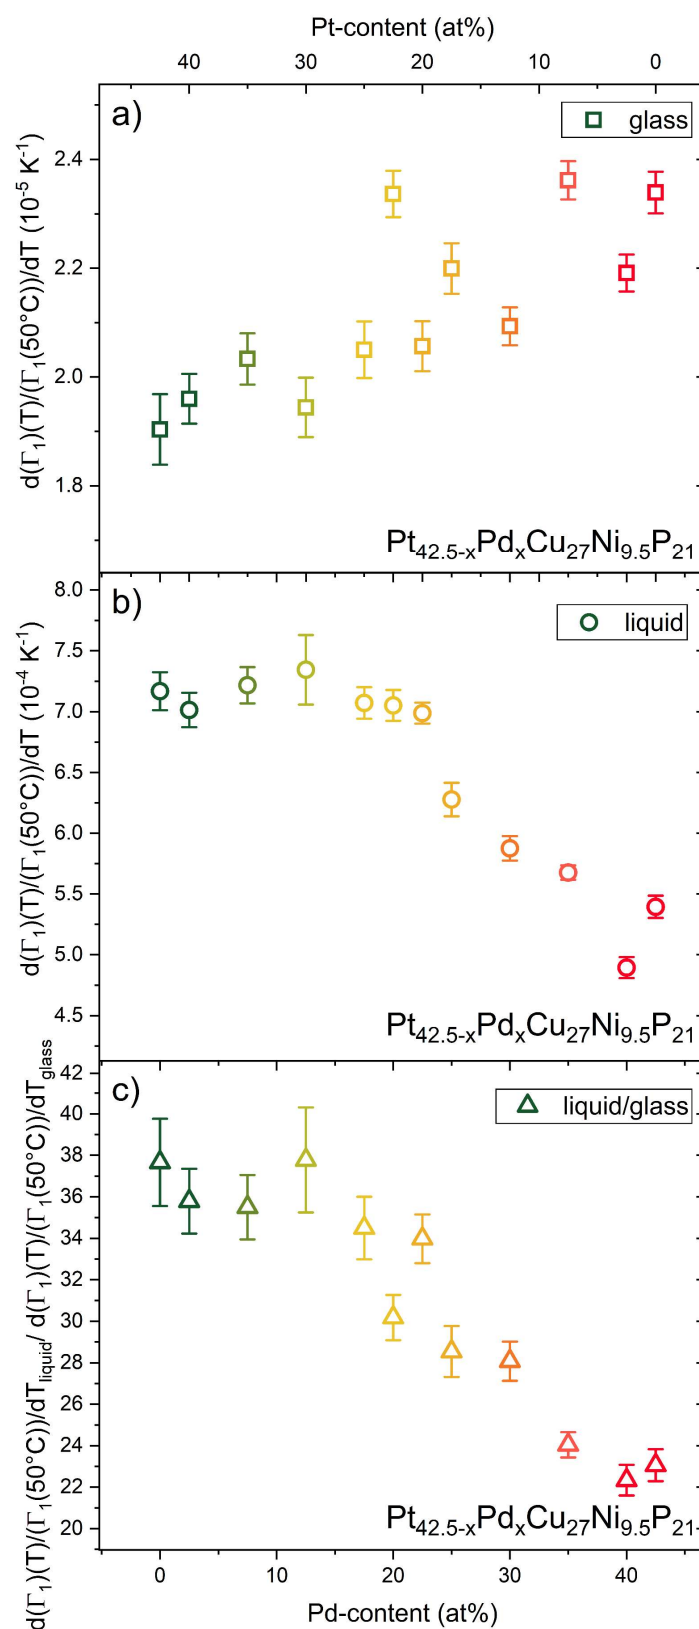 Pt-content (at%)
40 30 20 10 0
a)
glass
d(Γ₁)(T)/(Γ₁(50°C))/dT (10⁻⁵ K⁻¹)
2.4
2.2
2.0
1.8
Pt₄₂.₅₋ₓPdₓCu₂₇Ni₉.₅P₂₁
b)
liquid
d(Γ₁)(T)/(Γ₁(50°C))/dT (10⁻⁴ K⁻¹)
8.0
7.5
7.0
6.5
6.0
5.5
5.0
4.5
Pt₄₂.₅₋ₓPdₓCu₂₇Ni₉.₅P₂₁
c)
liquid/glass
d(Γ₁)(T)/(Γ₁(50°C))/dT_liquid/ d(Γ₁)(T)/(Γ₁(50°C))/dT_glass
42
40
38
36
34
32
30
28
26
24
22
20
Pt₄₂.₅₋ₓPdₓCu₂₇Ni₉.₅P₂₁
0 10 20 30 40
Pd-content (at%)